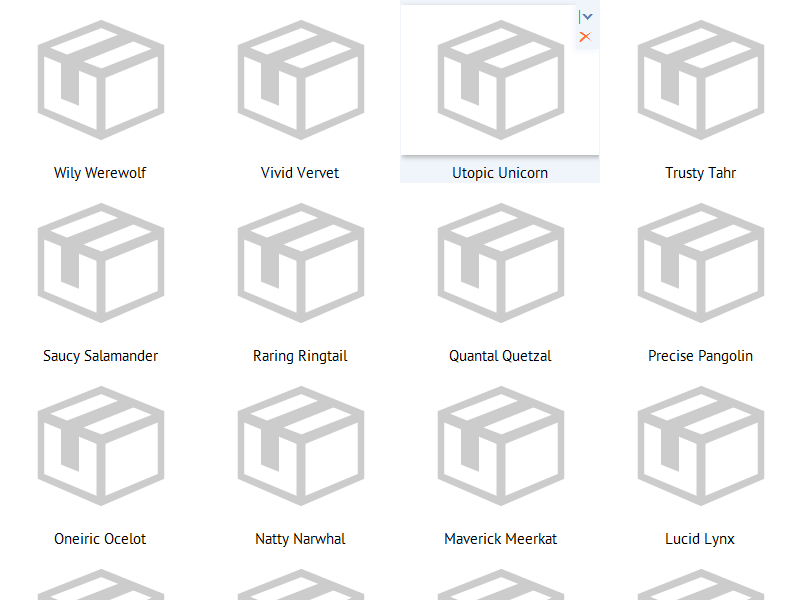 Wily Werewolf
Vivid Vervet
Utopic Unicorn
Trusty Tahr
Saucy Salamander
Raring Ringtail
Quantal Quetzal
Precise Pangolin
Oneiric Ocelot
Natty Narwhal
Maverick Meerkat
Lucid Lynx